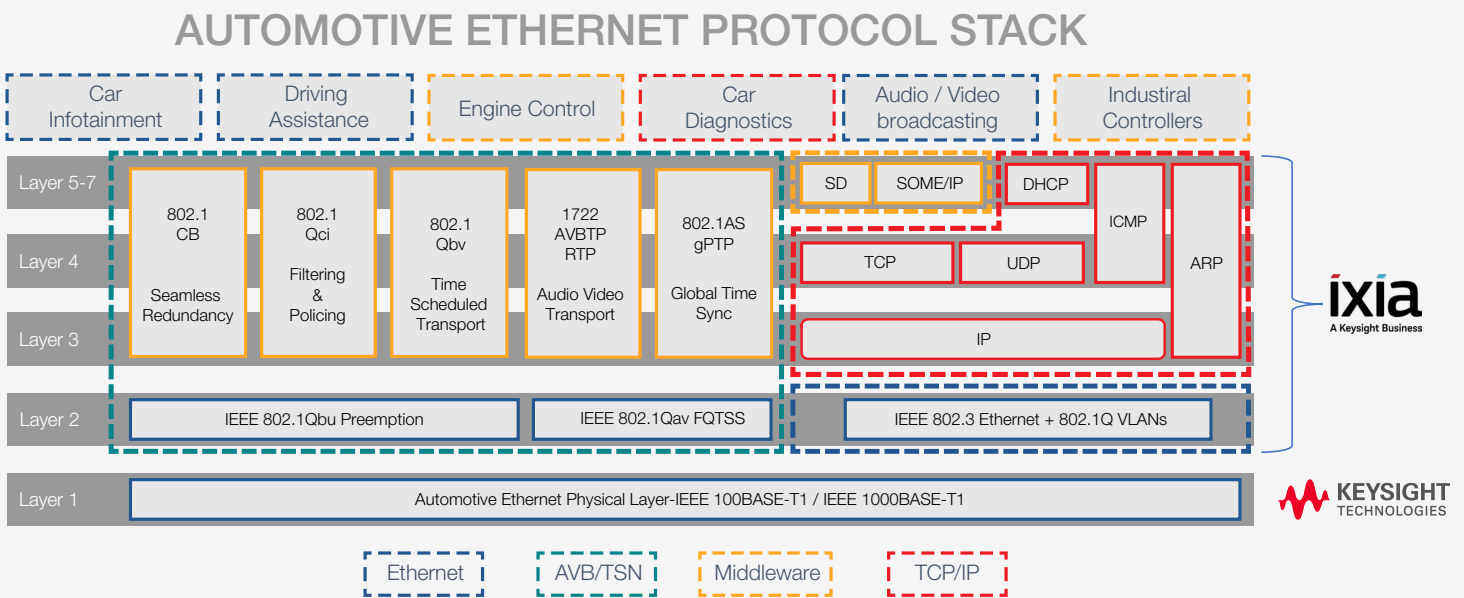 AUTOMOTIVE ETHERNET PROTOCOL STACK
Car
Infotainment
Driving
Assistance
Engine Control
Car
Diagnostics
Audio / Video
broadcasting
Industiral
Controllers
Layer 5-7
Layer 4
Layer 3
Layer 2
Layer 1
802.1
CB
Seamless
Redundancy
802.1
Qci
Filtering
&
Policing
802.1
Qbv
Time
Scheduled
Transport
1722
AVBTP
RTP
Audio Video
Transport
802.1AS
gPTP
Global Time
Sync
SD
SOME/IP
DHCP
ICMP
ARP
TCP
UDP
IP
IEEE 802.1Qbu Preemption
IEEE 802.1Qav FQTSS
IEEE 802.3 Ethernet + 802.1Q VLANs
Automotive Ethernet Physical Layer-IEEE 100BASE-T1 / IEEE 1000BASE-T1
ixia
A Keysight Business
KEYSIGHT
TECHNOLOGIES
Ethernet
AVB/TSN
Middleware
TCP/IP